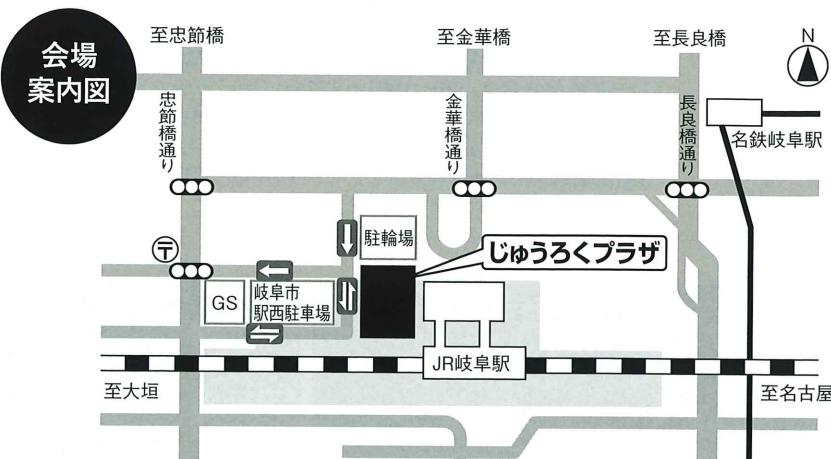 会場
案内図
至忠節橋
至金華橋
至長良橋
N
忠節橋通り
金華橋通り
長良橋通り
名鉄岐阜駅
〒
駐輪場
じゅうろくプラザ
GS
岐阜市
駅西駐車場
JR岐阜駅
至大垣
至名古屋